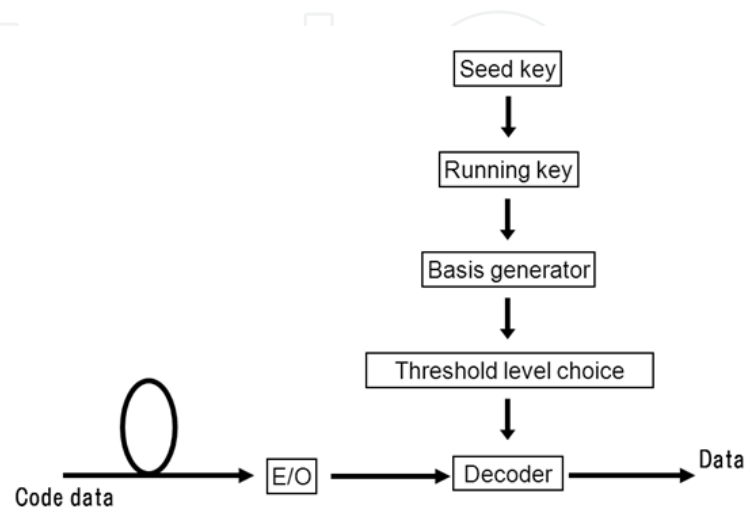 Seed key
Running key
Basis generator
Threshold level choice
Code data
E/O
Decoder
Data